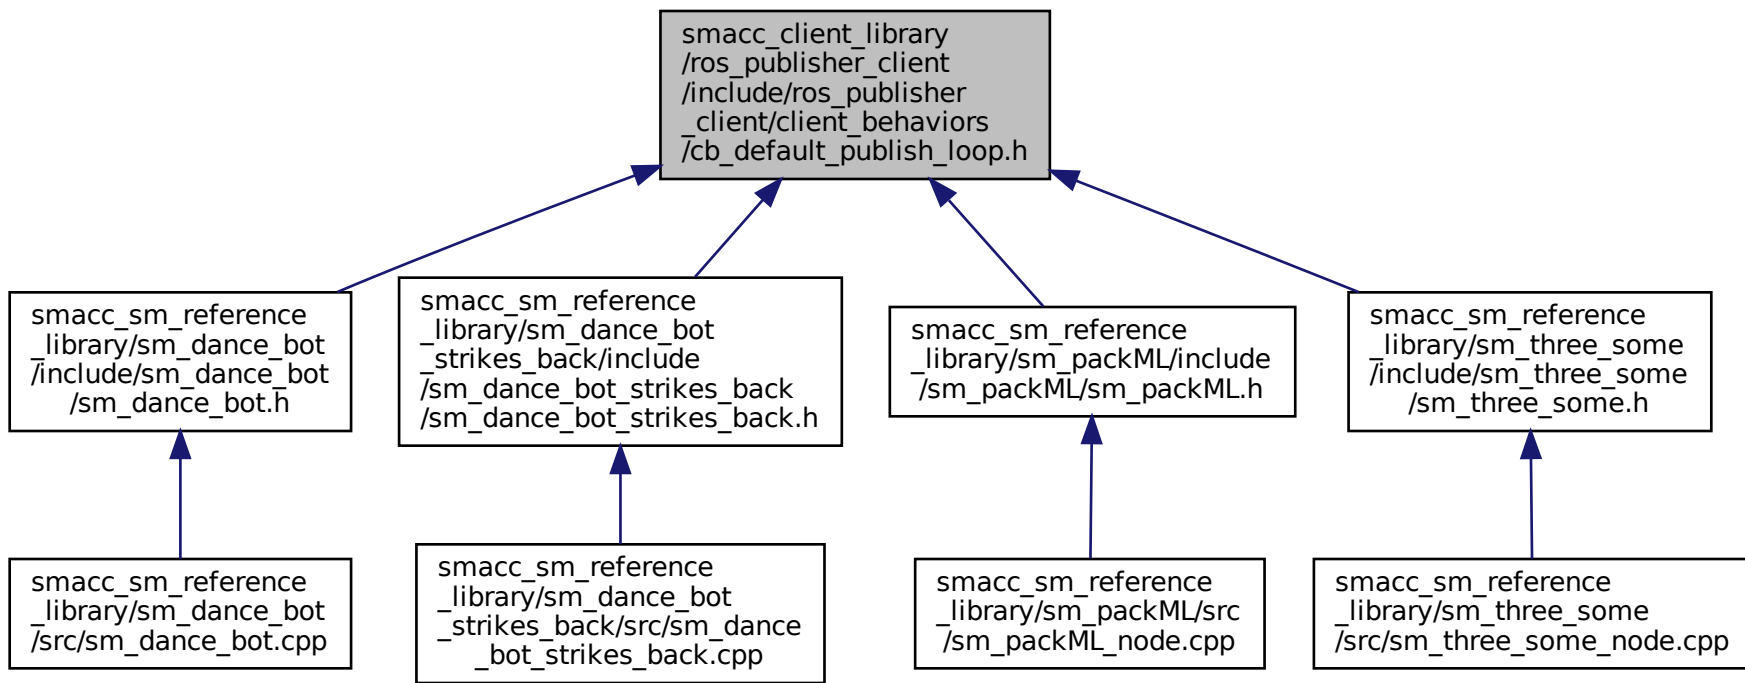 smacc_client_library
/ros_publisher_client
/include/ros_publisher
_client/client_behaviors
/cb_default_publish_loop.h
smacc_sm_reference
_library/sm_dance_bot
/include/sm_dance_bot
/sm_dance_bot.h
smacc_sm_reference
_library/sm_dance_bot
_strikes_back/include
/sm_dance_bot_strikes_back
/sm_dance_bot_strikes_back.h
smacc_sm_reference
_library/sm_packML/include
/sm_packML/sm_packML.h
smacc_sm_reference
_library/sm_three_some
/include/sm_three_some
/sm_three_some.h
smacc_sm_reference
_library/sm_dance_bot
/src/sm_dance_bot.cpp
smacc_sm_reference
_library/sm_dance_bot
_strikes_back/src/sm_dance
_bot_strikes_back.cpp
smacc_sm_reference
_library/sm_packML/src
/sm_packML_node.cpp
smacc_sm_reference
_library/sm_three_some
/src/sm_three_some_node.cpp